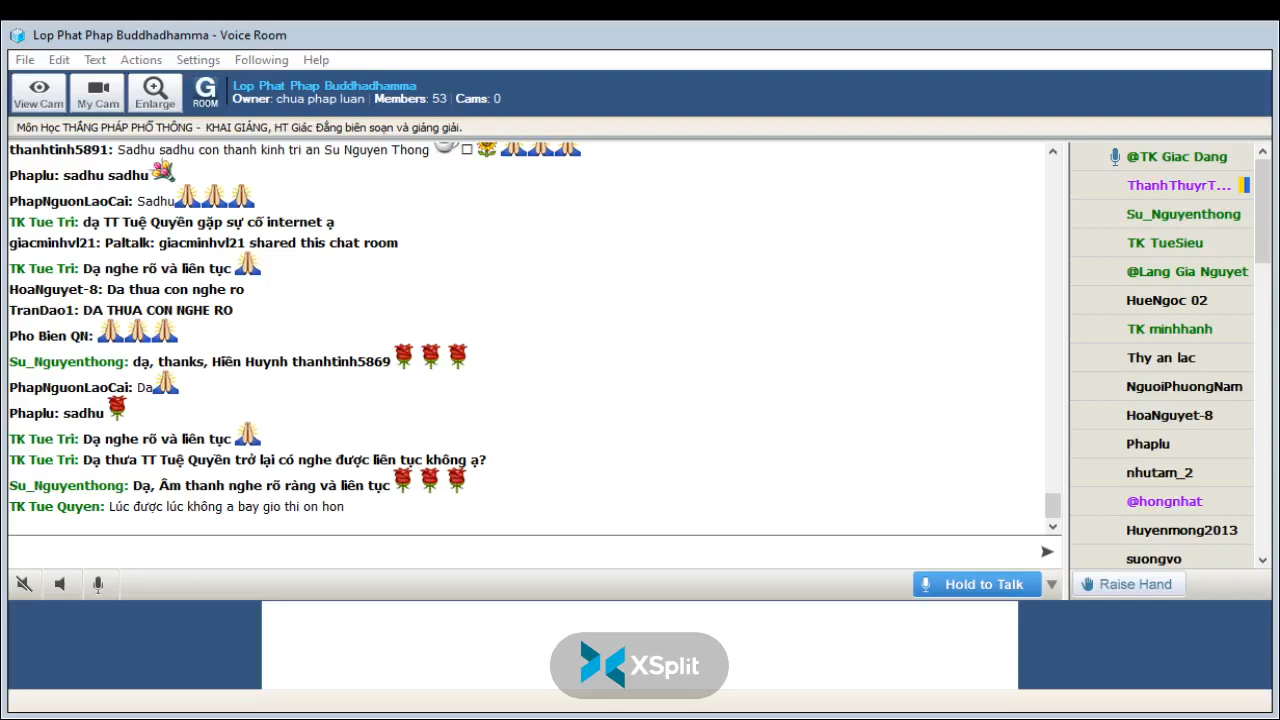 Lop Phat Phap Buddhadhamma - Voice Room
File Edit Text Actions Settings Following Help
View Cam My Cam Enlarge G ROOM
Lop Phat Phap Buddhadhamma
Owner: chua phap luan | Members: 53 | Cams: 0
Môn Học THẮNG PHÁP PHỔ THÔNG - KHAI GIẢNG, HT Giác Đẳng biên soạn và giảng giải.
thanhtinh5891: Sadhu sadhu con thanh kinh tri an Su Nguyen Thong
Phaplu: sadhu sadhu
PhapNguonLaoCai: Sadhu
TK Tue Tri: dạ TT Tuệ Quyền gặp sự cố internet ạ
giacminhvl21: Paltalk: giacminhvl21 shared this chat room
TK Tue Tri: Dạ nghe rõ và liên tục
HoaNguyet-8: Da thua con nghe ro
TranDao1: DA THUA CON NGHE RO
Pho Bien QN:
Su_Nguyenthong: dạ, thanks, Hiên Huynh thanhtinh5869
PhapNguonLaoCai: Da
Phaplu: sadhu
TK Tue Tri: Dạ nghe rõ và liên tục
TK Tue Tri: Dạ thưa TT Tuệ Quyền trở lại có nghe được liên tục không ạ?
Su_Nguyenthong: Dạ, Âm thanh nghe rõ ràng và liên tục
TK Tue Quyen: Lúc được lúc không a bay gio thi on hon
@TK Giac Dang
ThanhThuyrT...
Su_Nguyenthong
TK TueSieu
@Lang Gia Nguyet
HueNgoc 02
TK minhhanh
Thy an lac
NguoiPhuongNam
HoaNguyet-8
Phaplu
nhutam_2
@hongnhat
Huyenmong2013
suongvo
Hold to Talk
Raise Hand
XSplit